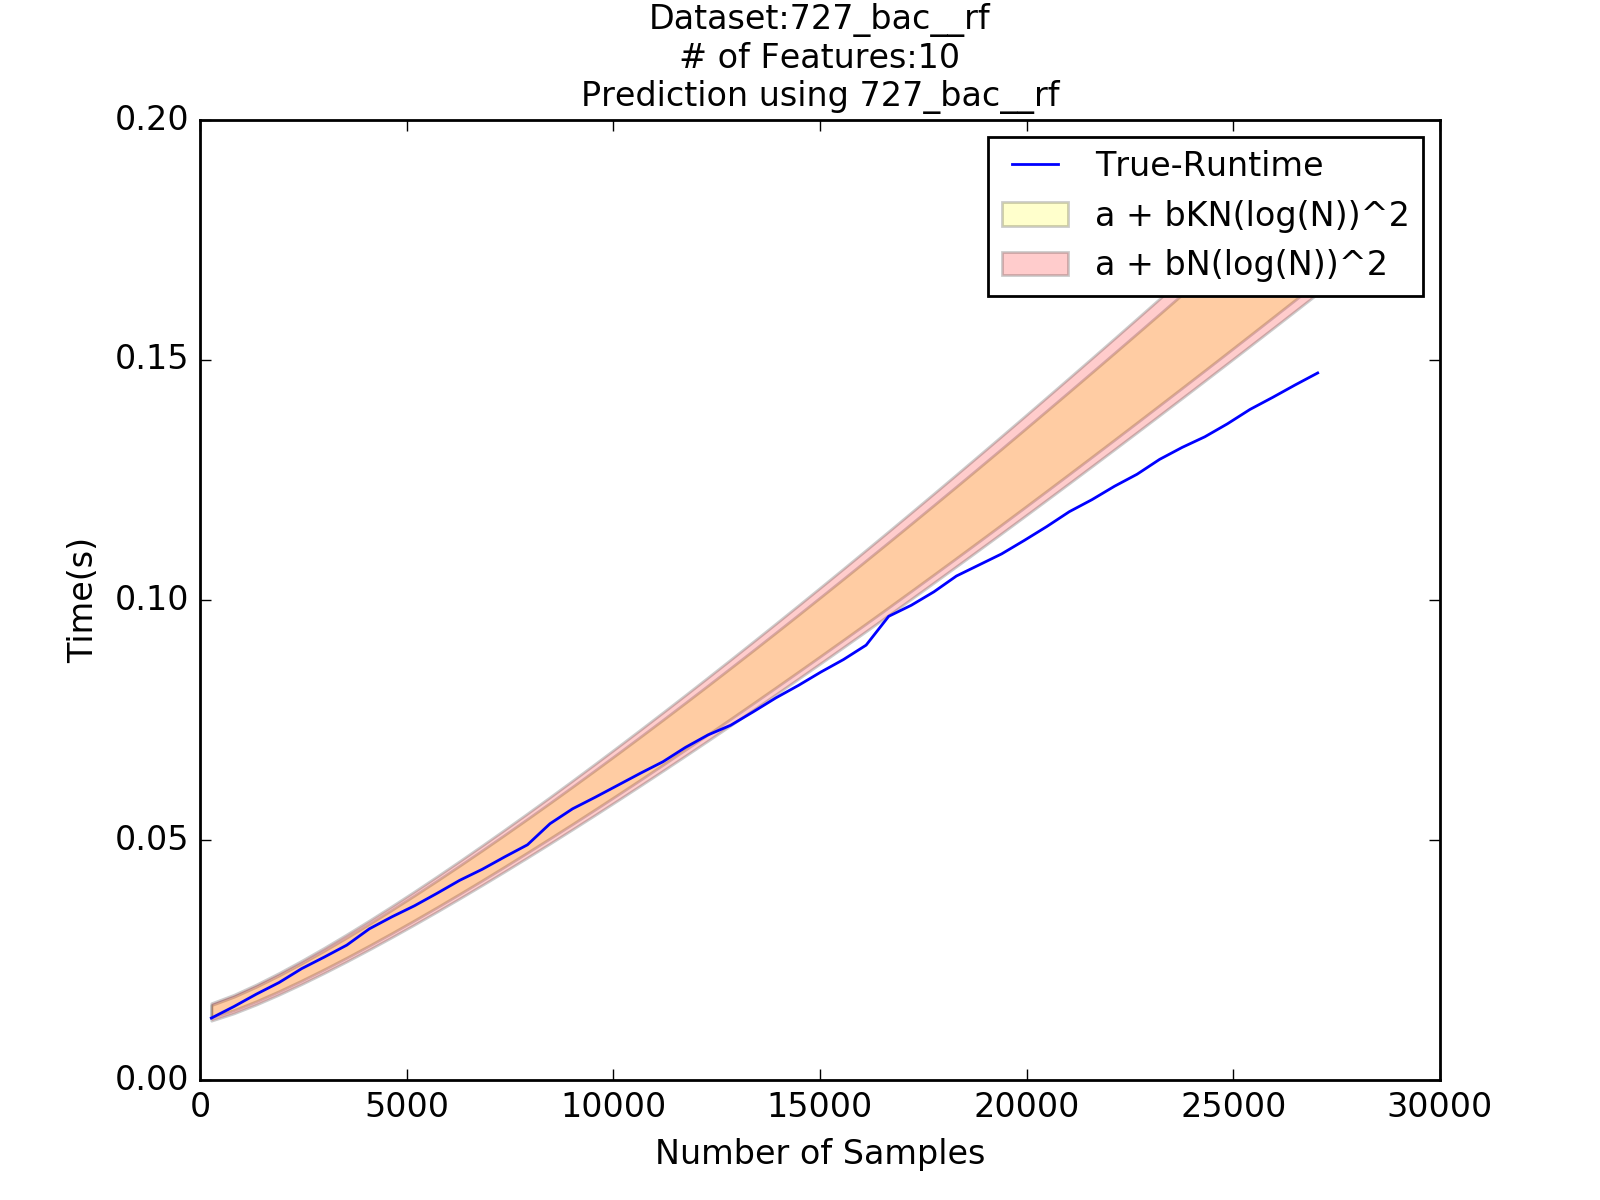 Dataset:727_bac__rf
# of Features:10
Prediction using 727_bac__rf
0.20
0.15
0.10
0.05
0.00
Time(s)
True-Runtime
a + bKN(log(N))^2
a + bN(log(N))^2
0 5000 10000 15000 20000 25000 30000
Number of Samples